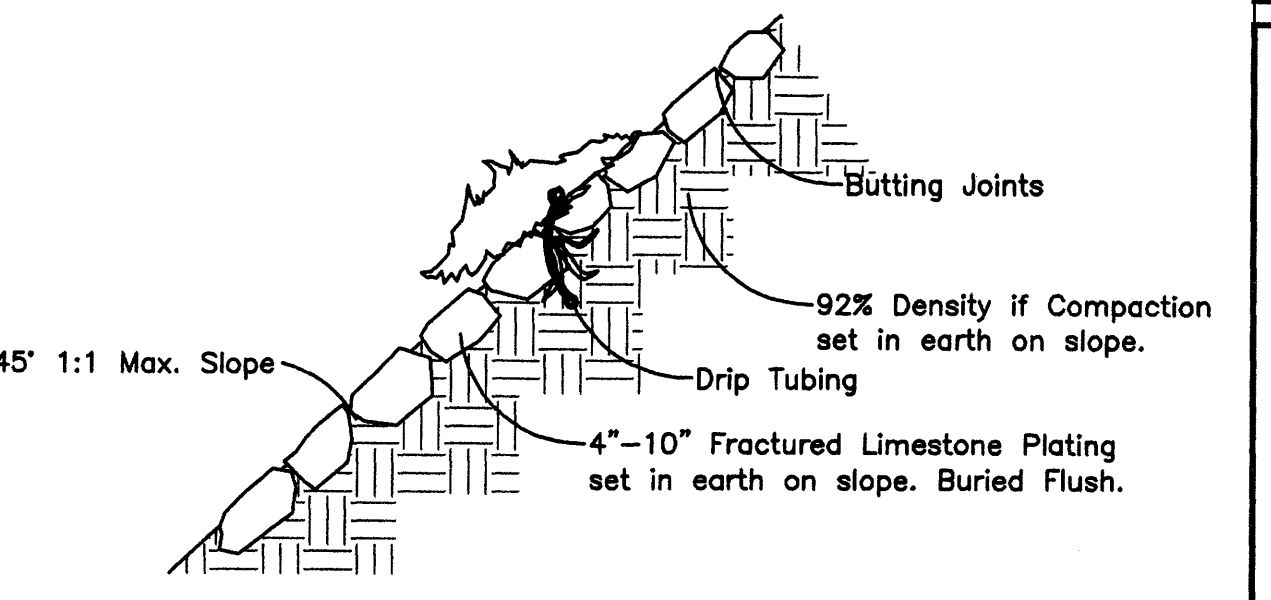 Butting Joints
92% Density if Compaction
set in earth on slope.
45° 1:1 Max. Slope
Drip Tubing
4"-10" Fractured Limestone Plating
set in earth on slope. Buried Flush.